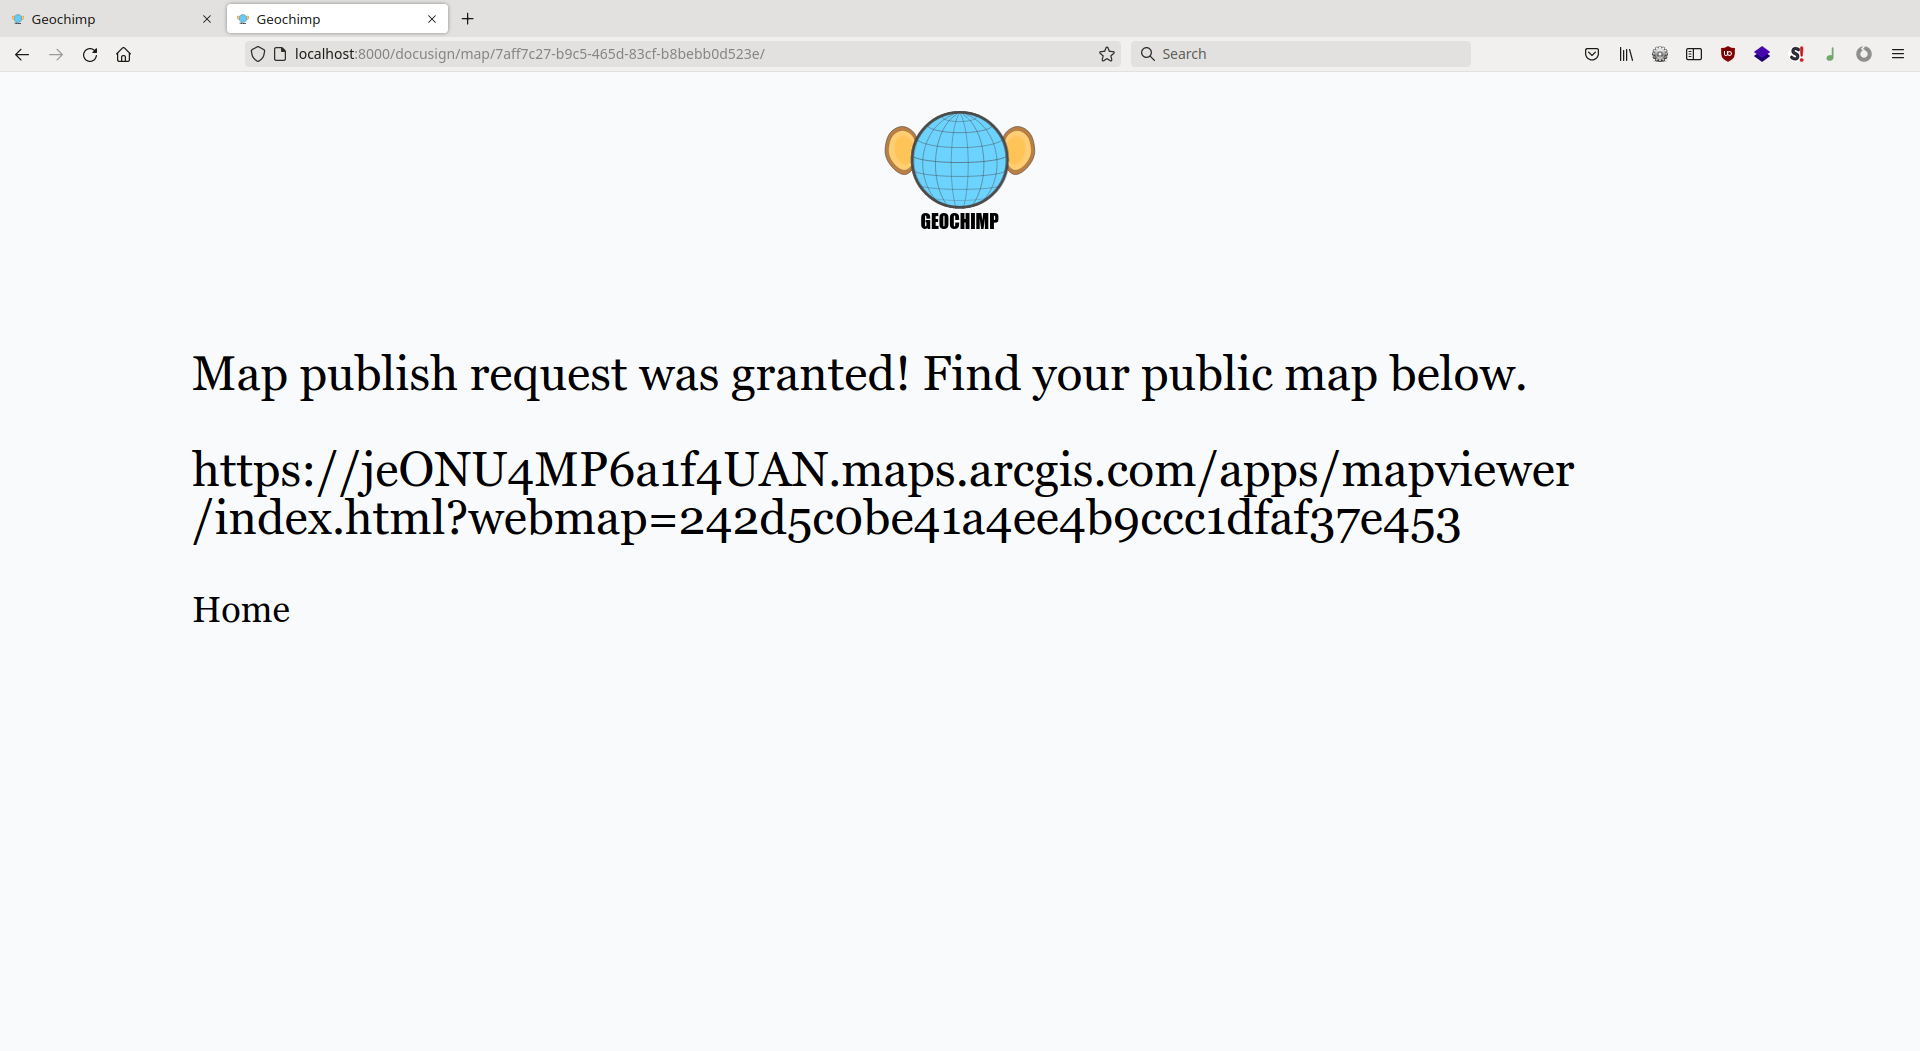 Geochimp
Geochimp
localhost:8000/docusign/map/7aff7c27-b9c5-465d-83cf-b8bebb0d523e/
Search
GEOCHIMP
Map publish request was granted! Find your public map below.
https://jeONU4MP6a1f4UAN.maps.arcgis.com/apps/mapviewer
/index.html?webmap=242d5c0be41a4ee4b9ccc1dfaf37e453
Home